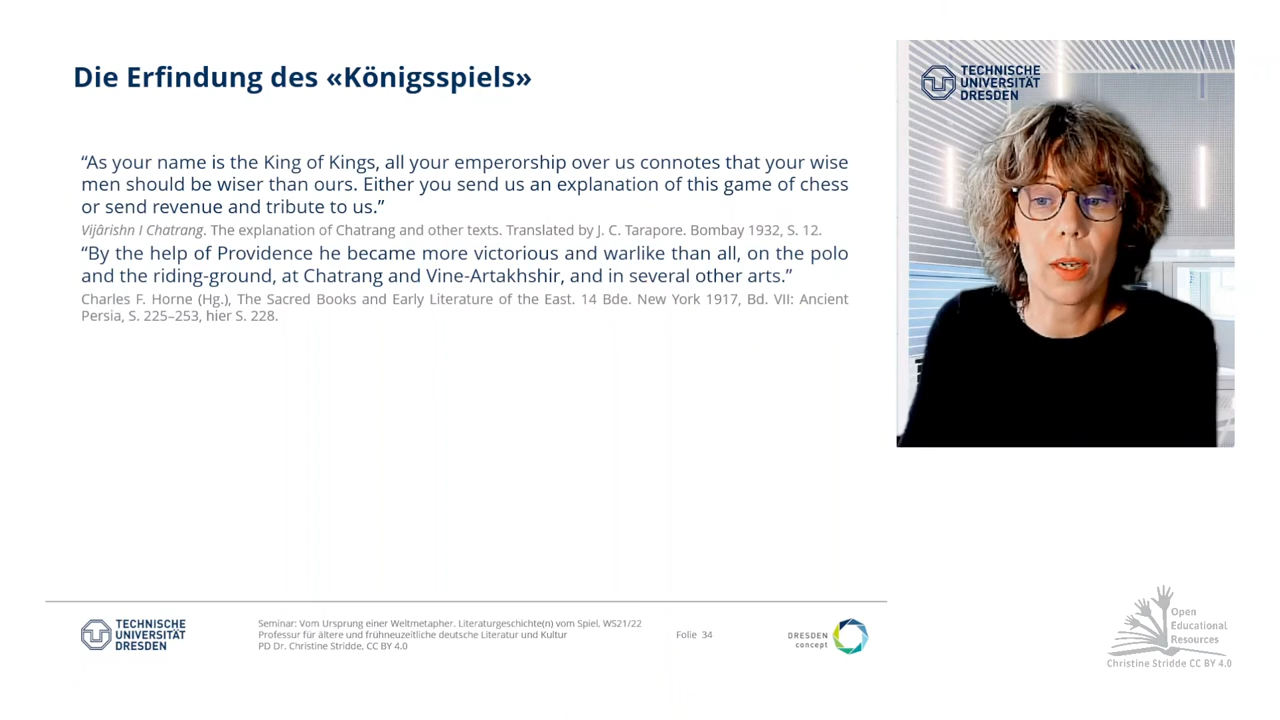 Die Erfindung des «Königsspiels»
“As your name is the King of Kings, all your emperorship over us connotes that your wise
men should be wiser than ours. Either you send us an explanation of this game of chess
or send revenue and tribute to us.”
Vijârishn I Chatrang. The explanation of Chatrang and other texts. Translated by J. C. Tarapore. Bombay 1932, S. 12.
“By the help of Providence he became more victorious and warlike than all, on the polo
and the riding-ground, at Chatrang and Vine-Artakhshir, and in several other arts.”
Charles F. Horne (Hg.), The Sacred Books and Early Literature of the East. 14 Bde. New York 1917, Bd. VII: Ancient
Persia, S. 225–253, hier S. 228.
TECHNISCHE
UNIVERSITÄT
DRESDEN
TECHNISCHE
UNIVERSITÄT
DRESDEN
Seminar: Vom Ursprung einer Weltmetapher. Literaturgeschichte(n) vom Spiel, WS21/22
Professur für ältere und frühneuzeitliche deutsche Literatur und Kultur
PD Dr. Christine Stridde, CC BY 4.0
Folie 34
DRESDEN
concept
Open
Educational
Resources
Christine Stridde CC BY 4.0